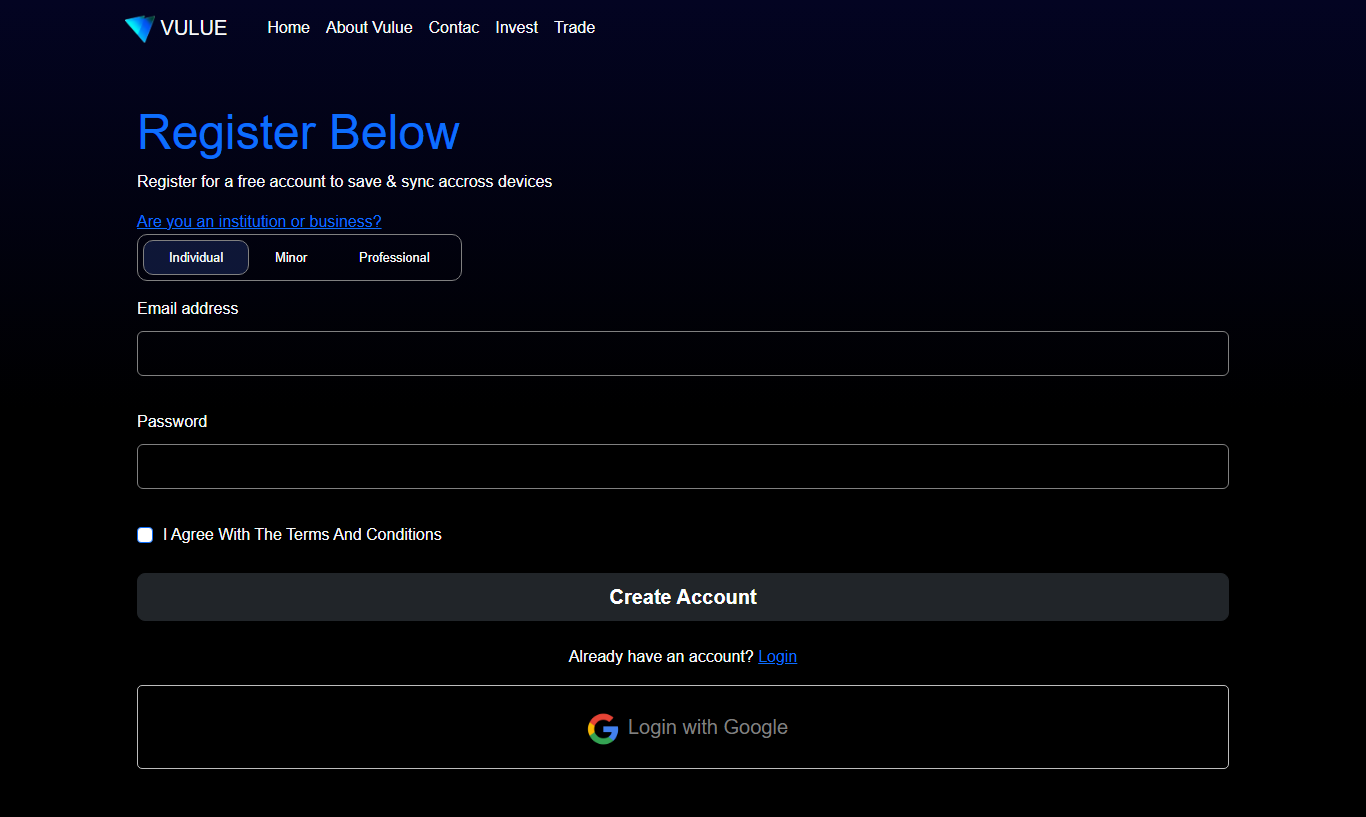 VULUE Home About Vulue Contac Invest Trade
Register Below
Register for a free account to save & sync accross devices
Are you an institution or business?
Individual Minor Professional
Email address
Password
I Agree With The Terms And Conditions
Create Account
Already have an account? Login
Login with Google